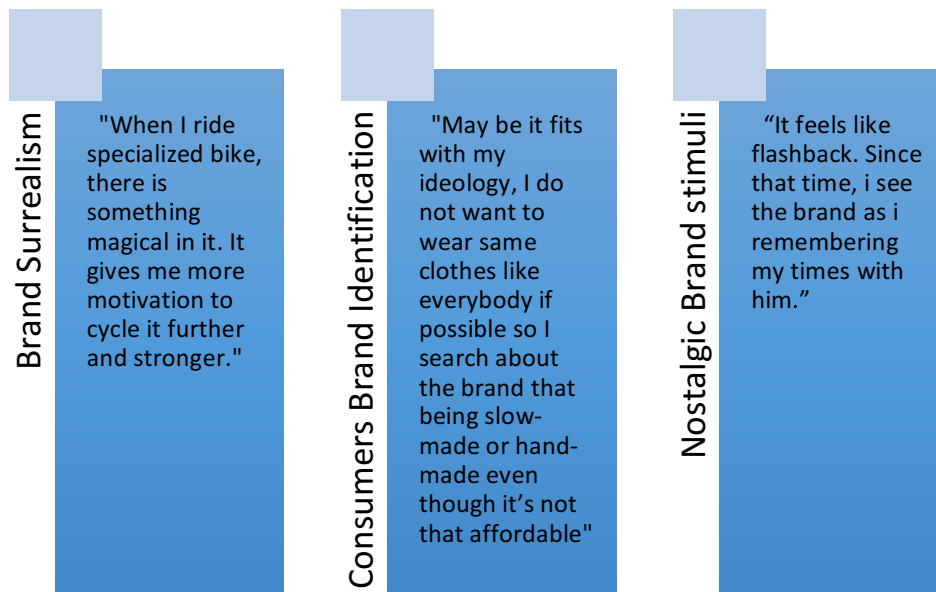 Brand Surrealism
"When I ride
specialized bike,
there is
something
magical in it. It
gives me more
motivation to
cycle it further
and stronger."
Consumers Brand Identification
"May be it fits
with my
ideology, I do
not want to
wear same
clothes like
everybody if
possible so I
search about
the brand that
being slow-
made or hand-
made even
though it’s not
that affordable"
Nostalgic Brand stimuli
“It feels like
flashback. Since
that time, i see
the brand as i
remembering
my times with
him.”